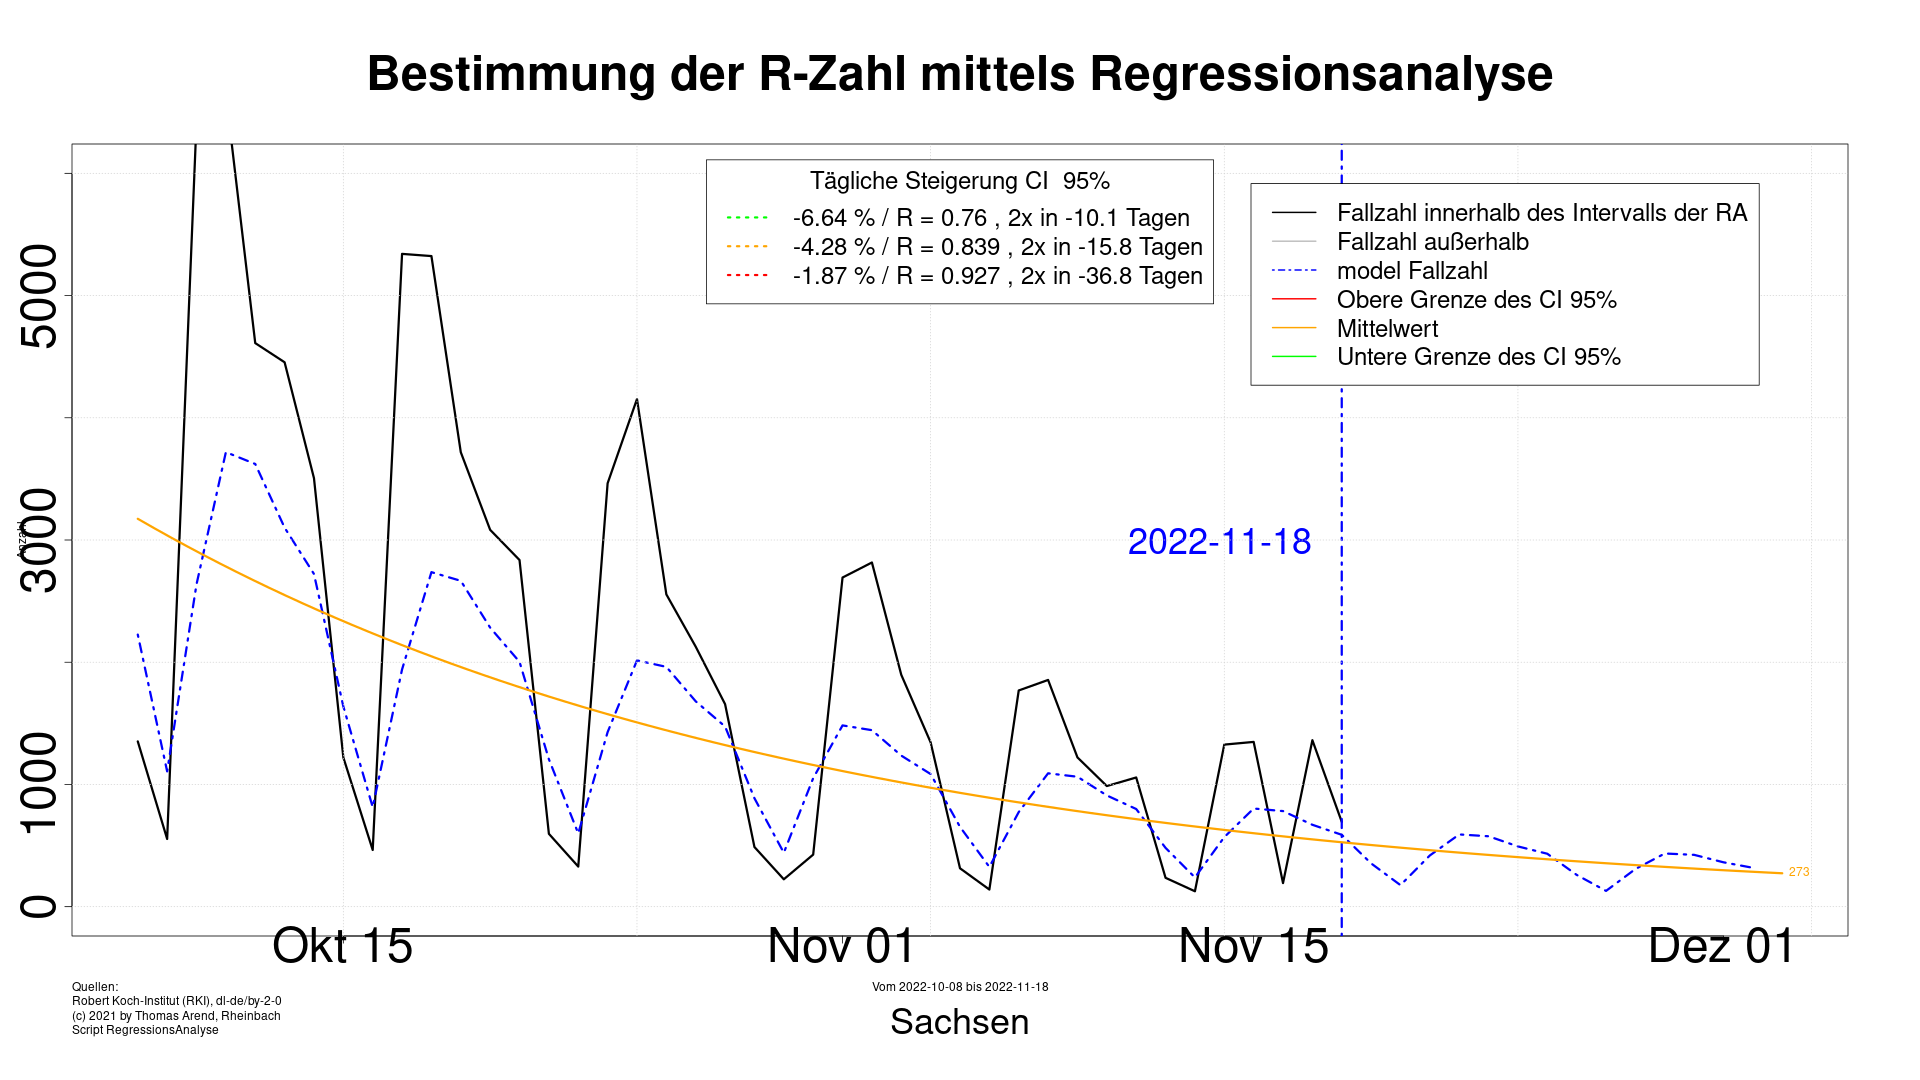 Bestimmung der R-Zahl mittels Regressionsanalyse
Tägliche Steigerung CI 95%
-6.64 % / R = 0.76 , 2x in -10.1 Tagen
-4.28 % / R = 0.839 , 2x in -15.8 Tagen
-1.87 % / R = 0.927 , 2x in -36.8 Tagen
Fallzahl innerhalb des Intervalls der RA
Fallzahl außerhalb
model Fallzahl
Obere Grenze des CI 95%
Mittelwert
Untere Grenze des CI 95%
5000
3000
1000
0
Anzahl
2022-11-18
273
Okt 15
Nov 01
Nov 15
Dez 01
Quellen:
Robert Koch-Institut (RKI), dl-de/by-2-0
(c) 2021 by Thomas Arend, Rheinbach
Script RegressionsAnalyse
Vom 2022-10-08 bis 2022-11-18
Sachsen